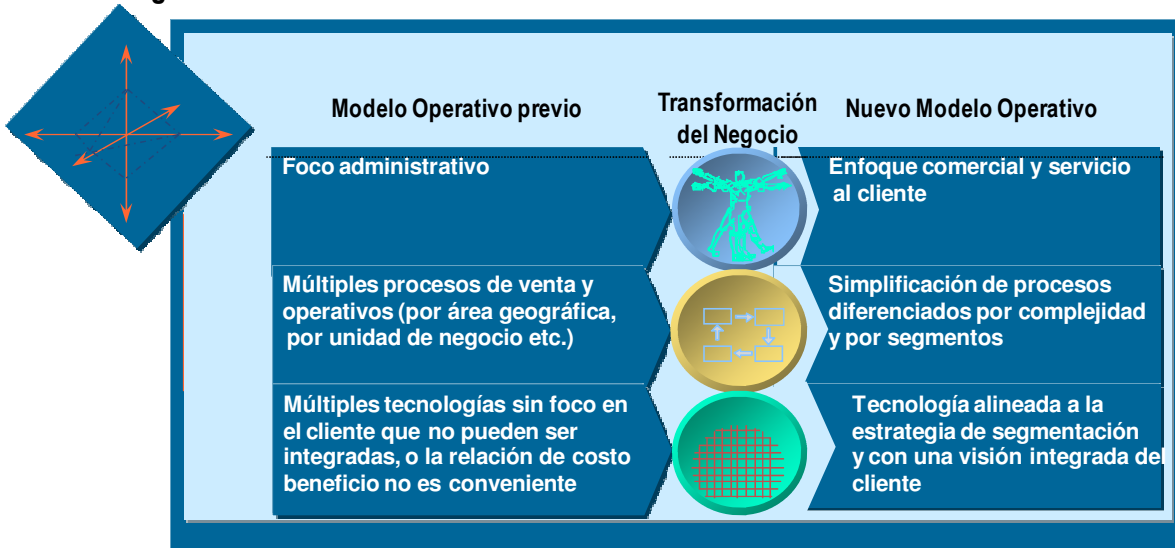 Modelo Operativo previo
Transformación
del Negocio
Nuevo Modelo Operativo
Foco administrativo
Enfoque comercial y servicio
al cliente
Múltiples procesos de venta y
operativos (por área geográfica,
por unidad de negocio etc.)
Simplificación de procesos
diferenciados por complejidad
y por segmentos
Múltiples tecnologías sin foco en
el cliente que no pueden ser
integradas, o la relación de costo
beneficio no es conveniente
Tecnología alineada a la
estrategia de segmentación
y con una visión integrada del
cliente